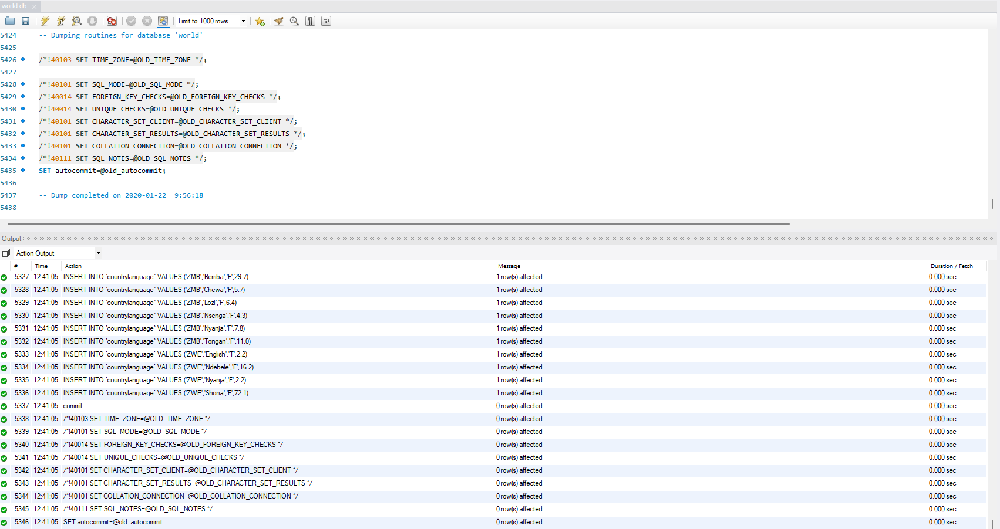 world db
Limit to 1000 rows
5424 -- Dumping routines for database 'world'
5425 --
5426 /*!40103 SET TIME_ZONE=@OLD_TIME_ZONE */;
5427
5428 /*!40101 SET SQL_MODE=@OLD_SQL_MODE */;
5429 /*!40014 SET FOREIGN_KEY_CHECKS=@OLD_FOREIGN_KEY_CHECKS */;
5430 /*!40014 SET UNIQUE_CHECKS=@OLD_UNIQUE_CHECKS */;
5431 /*!40101 SET CHARACTER_SET_CLIENT=@OLD_CHARACTER_SET_CLIENT */;
5432 /*!40101 SET CHARACTER_SET_RESULTS=@OLD_CHARACTER_SET_RESULTS */;
5433 /*!40101 SET COLLATION_CONNECTION=@OLD_COLLATION_CONNECTION */;
5434 /*!40111 SET SQL_NOTES=@OLD_SQL_NOTES */;
5435 SET autocommit=@old_autocommit;
5436
5437 -- Dump completed on 2020-01-22  9:56:18
5438
Output
Action Output
# Time Action Message Duration / Fetch
5327 12:41:05 INSERT INTO `countrylanguage` VALUES ('ZMB','Bemba','F',29.7) 1 row(s) affected 0.000 sec
5328 12:41:05 INSERT INTO `countrylanguage` VALUES ('ZMB','Chewa','F',5.7) 1 row(s) affected 0.000 sec
5329 12:41:05 INSERT INTO `countrylanguage` VALUES ('ZMB','Lozi','F',6.4) 1 row(s) affected 0.000 sec
5330 12:41:05 INSERT INTO `countrylanguage` VALUES ('ZMB','Nsenga','F',4.3) 1 row(s) affected 0.000 sec
5331 12:41:05 INSERT INTO `countrylanguage` VALUES ('ZMB','Nyanja','F',7.8) 1 row(s) affected 0.000 sec
5332 12:41:05 INSERT INTO `countrylanguage` VALUES ('ZMB','Tongan','F',11.0) 1 row(s) affected 0.000 sec
5333 12:41:05 INSERT INTO `countrylanguage` VALUES ('ZWE','English','T',2.2) 1 row(s) affected 0.000 sec
5334 12:41:05 INSERT INTO `countrylanguage` VALUES ('ZWE','Ndebele','F',16.2) 1 row(s) affected 0.000 sec
5335 12:41:05 INSERT INTO `countrylanguage` VALUES ('ZWE','Nyanja','F',2.2) 1 row(s) affected 0.000 sec
5336 12:41:05 INSERT INTO `countrylanguage` VALUES ('ZWE','Shona','F',72.1) 1 row(s) affected 0.000 sec
5337 12:41:05 commit 0 row(s) affected 0.000 sec
5338 12:41:05 /*!40103 SET TIME_ZONE=@OLD_TIME_ZONE */ 0 row(s) affected 0.000 sec
5339 12:41:05 /*!40101 SET SQL_MODE=@OLD_SQL_MODE */ 0 row(s) affected 0.000 sec
5340 12:41:05 /*!40014 SET FOREIGN_KEY_CHECKS=@OLD_FOREIGN_KEY_CHECKS */ 0 row(s) affected 0.000 sec
5341 12:41:05 /*!40014 SET UNIQUE_CHECKS=@OLD_UNIQUE_CHECKS */ 0 row(s) affected 0.000 sec
5342 12:41:05 /*!40101 SET CHARACTER_SET_CLIENT=@OLD_CHARACTER_SET_CLIENT */ 0 row(s) affected 0.000 sec
5343 12:41:05 /*!40101 SET CHARACTER_SET_RESULTS=@OLD_CHARACTER_SET_RESULTS */ 0 row(s) affected 0.000 sec
5344 12:41:05 /*!40101 SET COLLATION_CONNECTION=@OLD_COLLATION_CONNECTION */ 0 row(s) affected 0.000 sec
5345 12:41:05 /*!40111 SET SQL_NOTES=@OLD_SQL_NOTES */ 0 row(s) affected 0.000 sec
5346 12:41:05 SET autocommit=@old_autocommit 0 row(s) affected 0.000 sec